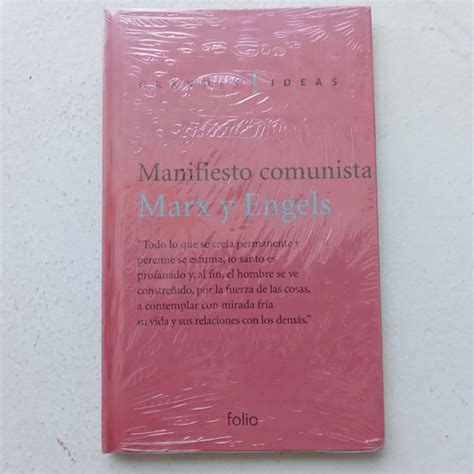 GRANDES IDEAS
Manifiesto comunista
Marx y Engels
"Todo lo que se creía permanente y
perenne se esfuma, lo santo es
profanado y, al fin, el hombre se ve
constreñido, por la fuerza de las cosas,
a contemplar con mirada fría
su vida y sus relaciones con los demás."
folio